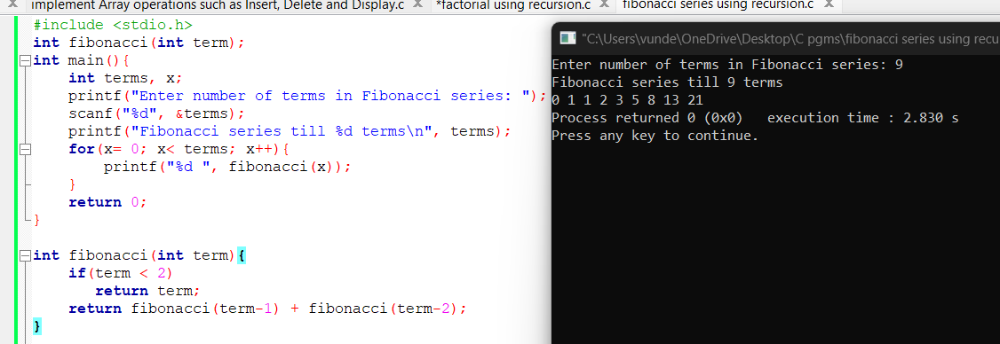 implement Array operations such as Insert, Delete and Display.c X *factorial using recursion.c X fibonacci series using recursion.c X
#include <stdio.h>
int fibonacci(int term);
int main(){
int terms, x;
printf("Enter number of terms in Fibonacci series: ");
scanf("%d", &terms);
printf("Fibonacci series till %d terms\n", terms);
for(x= 0; x< terms; x++){
printf("%d ", fibonacci(x));
}
return 0;
}
int fibonacci(int term){
if(term < 2)
return term;
return fibonacci(term-1) + fibonacci(term-2);
}
"C:\Users\vunde\OneDrive\Desktop\C pgms\fibonacci series using recu
Enter number of terms in Fibonacci series: 9
Fibonacci series till 9 terms
0 1 1 2 3 5 8 13 21
Process returned 0 (0x0)   execution time : 2.830 s
Press any key to continue.